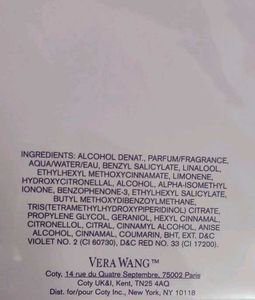 INGREDIENTS: ALCOHOL DENAT., PARFUM/FRAGRANCE,
AQUA/WATER/EAU, BENZYL SALICYLATE, LINALOOL,
ETHYLHEXYL METHOXYCINNAMATE, LIMONENE,
HYDROXYCITRONELLAL, ALCOHOL, ALPHA-ISOMETHYL
IONONE, BENZOPHENONE-3, ETHYLHEXYL SALICYLATE,
BUTYL METHOXYDIBENZOYLMETHANE,
TRIS(TETRAMETHYLHYDROXYPIPERIDINOL) CITRATE,
PROPYLENE GLYCOL, GERANIOL, HEXYL CINNAMAL,
CITRONELLOL, CITRAL, CINNAMYL ALCOHOL, ANISE
ALCOHOL, CINNAMAL, COUMARIN, BHT, EXT. D&C
VIOLET NO. 2 (CI 60730), D&C RED NO. 33 (CI 17200).
VERA WANG™
Coty, 14 rue du Quatre Septembre, 75002 Paris
Coty UK&I, Kent, TN25 4AQ
Dist. for/pour Coty Inc., New York, NY 10118